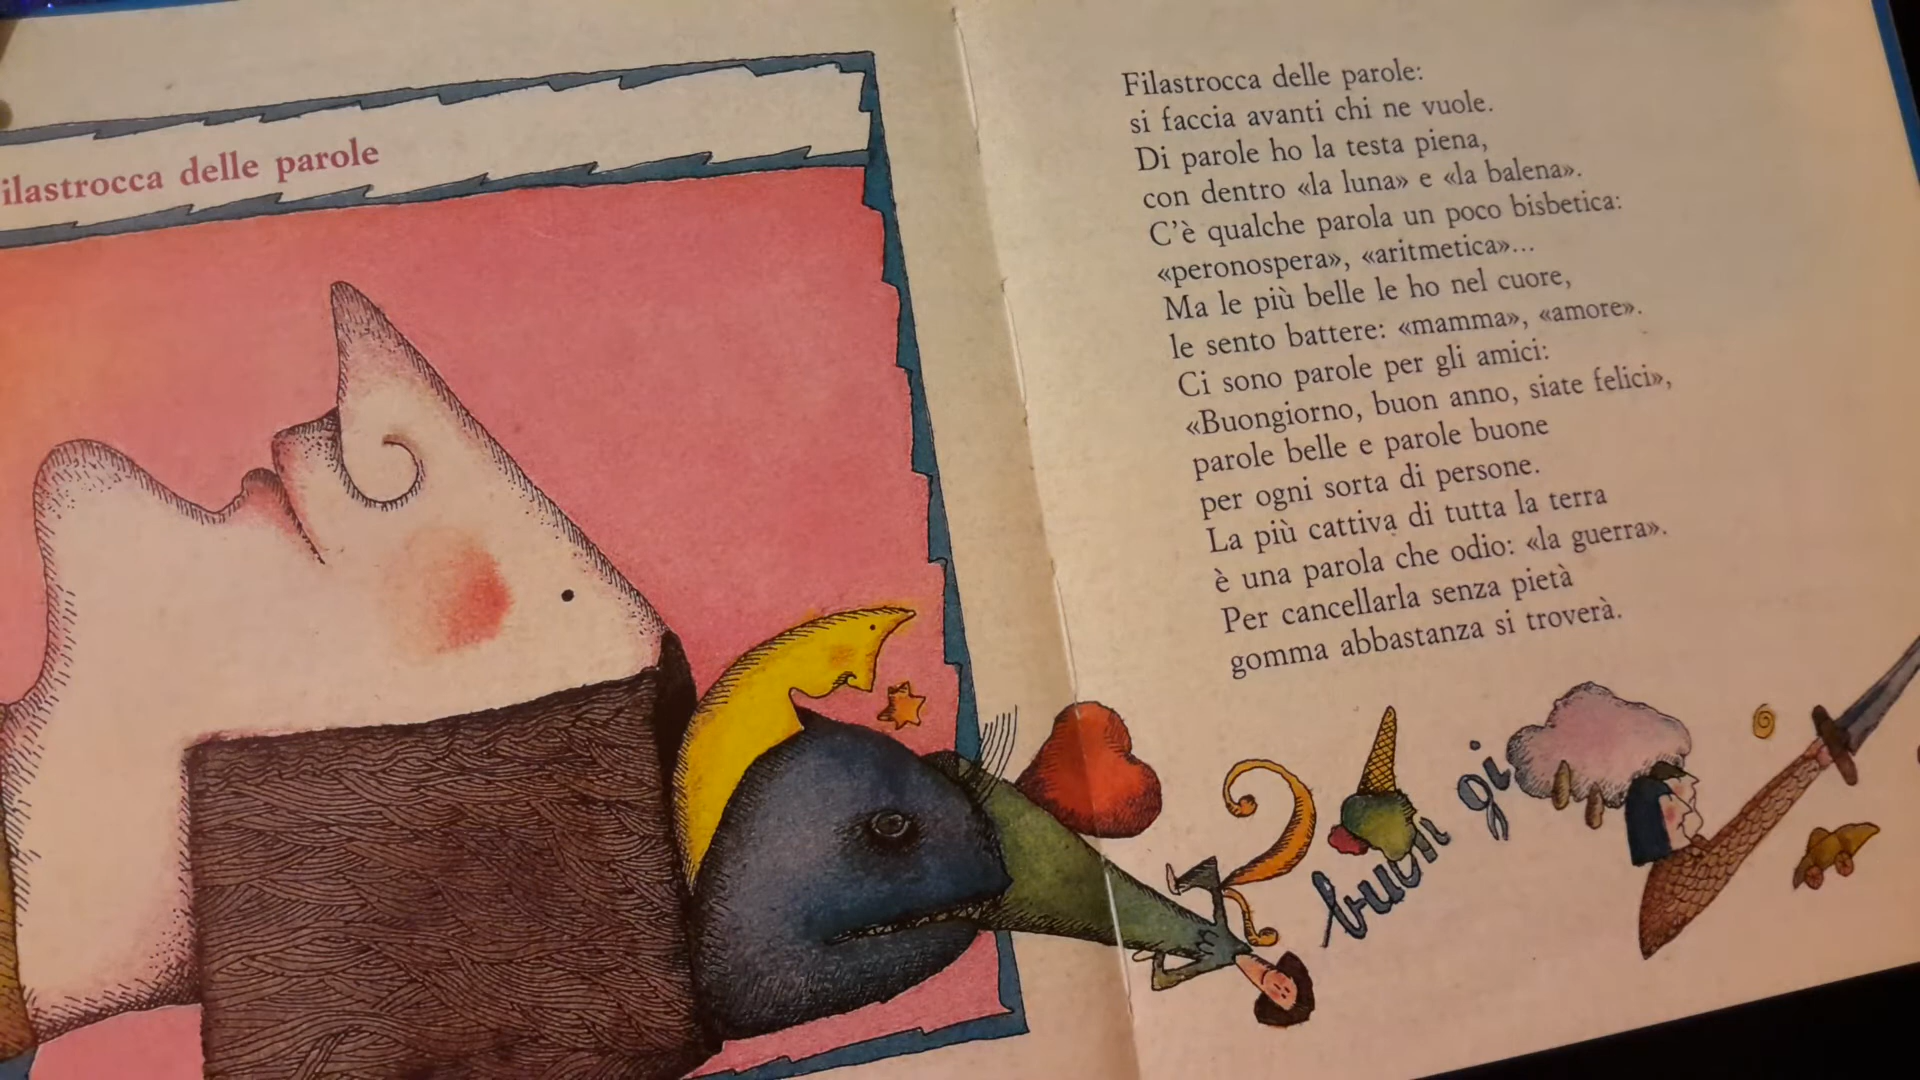 ilastrocca delle parole
Filastrocca delle parole:
si faccia avanti chi ne vuole.
Di parole ho la testa piena,
con dentro «la luna» e «la balena».
C'è qualche parola un poco bisbetica:
«peronospera», «aritmetica»...
Ma le più belle le ho nel cuore,
le sento battere: «mamma», «amore».
Ci sono parole per gli amici:
«Buongiorno, buon anno, siate felici»,
parole belle e parole buone
per ogni sorta di persone.
La più cattiva di tutta la terra
è una parola che odio: «la guerra».
Per cancellarla senza pietà
gomma abbastanza si troverà.
buon gi